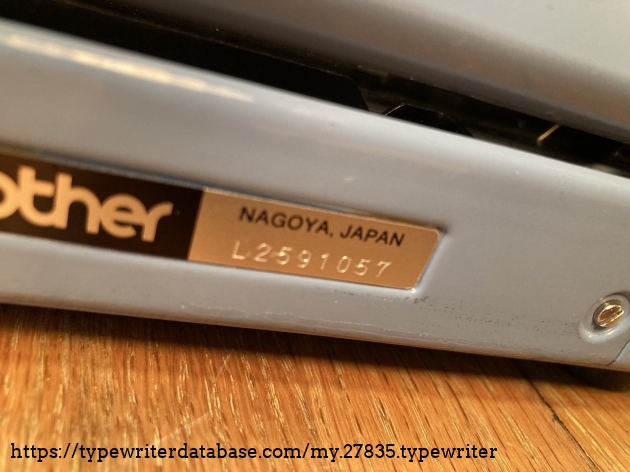 other
NAGOYA, JAPAN
L2591057
https://typewriterdatabase.com/my.27835.typewriter